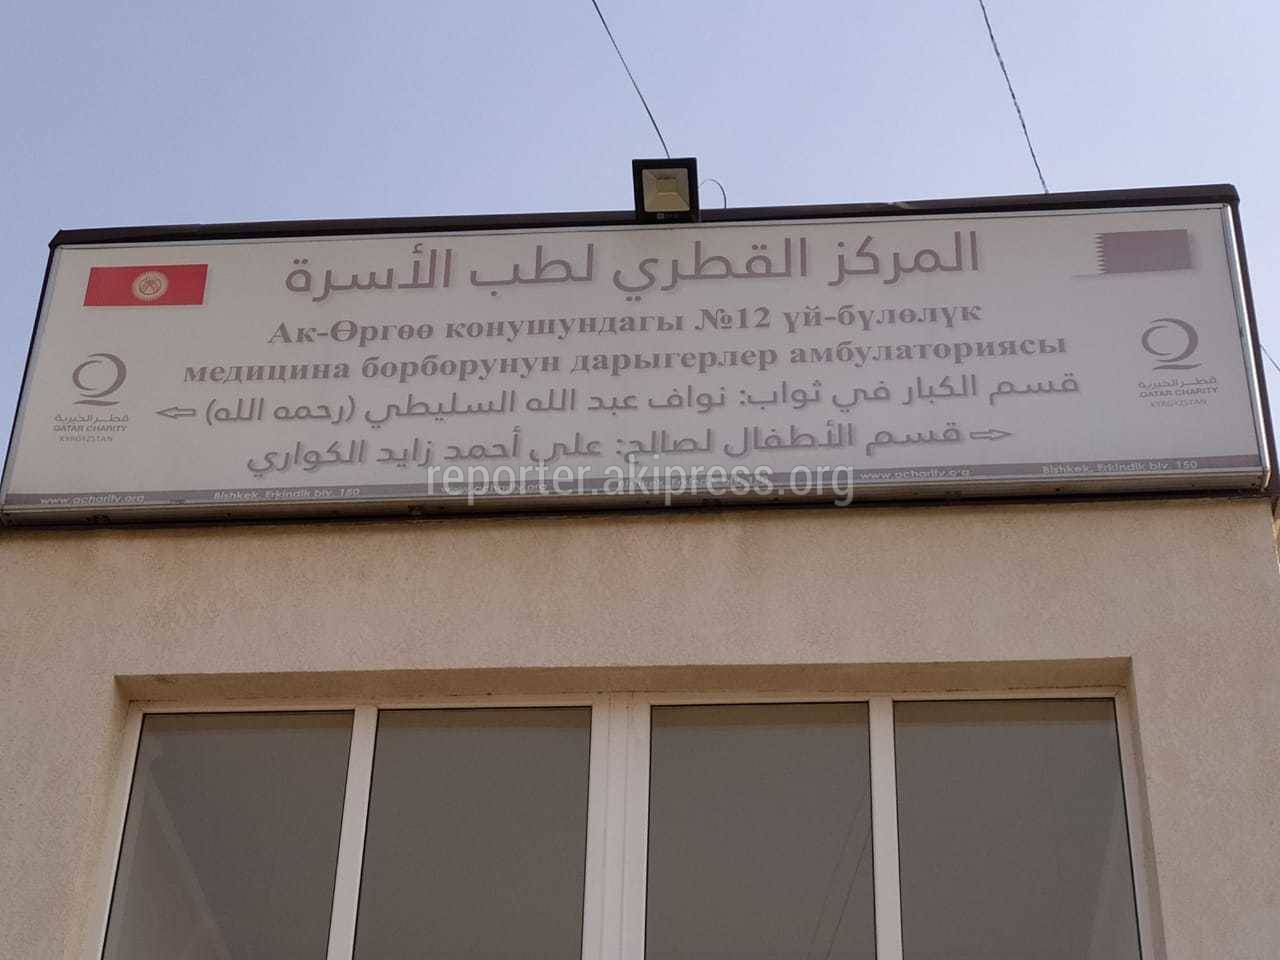 المركز القطري لطب الأسرة
Ак-Өргөө конушундагы №12 үй-бүлөлүк
медицина борборунун дарыгерлер амбулаториясы
قسم الكبار في ثواب: نواف عبد الله السليطي (رحمه الله)
قسم الأطفال لصالح: علي أحمد زايد الكواري
قطر الخيرية
QATAR CHARITY
KYRGYZSTAN
قطر الخيرية
QATAR CHARITY
KYRGYZSTAN
www.qcharity.org
Bishkek, Erkindik blv, 150
www.qcharity.org
Bishkek, Erkindik blv, 150
reporter.akipress.org